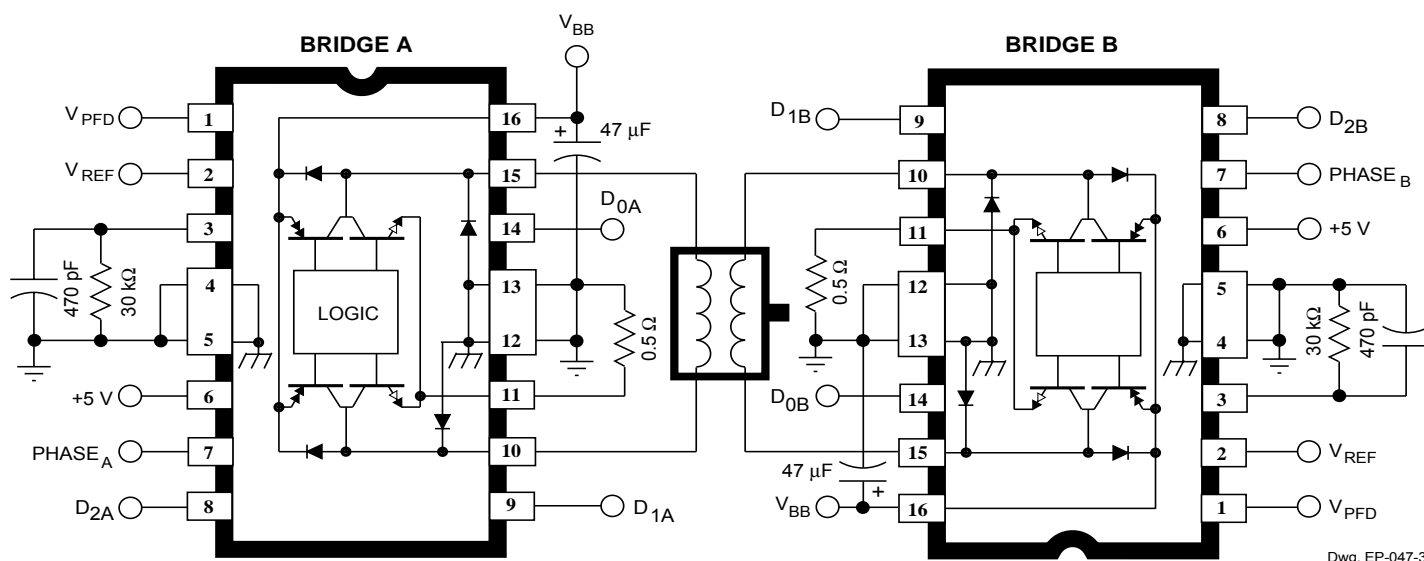 V_BB
BRIDGE A
BRIDGE B
V_PFD
1
16
+
47 µF
D_1B
9
8
D_2B
V_REF
2
15
10
7
PHASE_B
D_0A
3
14
11
6
+5 V
470 pF
30 kΩ
4
13
0.5 Ω
12
5
LOGIC
5
12
0.5 Ω
13
4
30 kΩ
470 pF
+5 V
6
11
D_0B
14
3
PHASE_A
7
10
47 µF
15
2
V_REF
D_2A
8
9
D_1A
V_BB
+
16
1
V_PFD
Dwg. EP-047-3